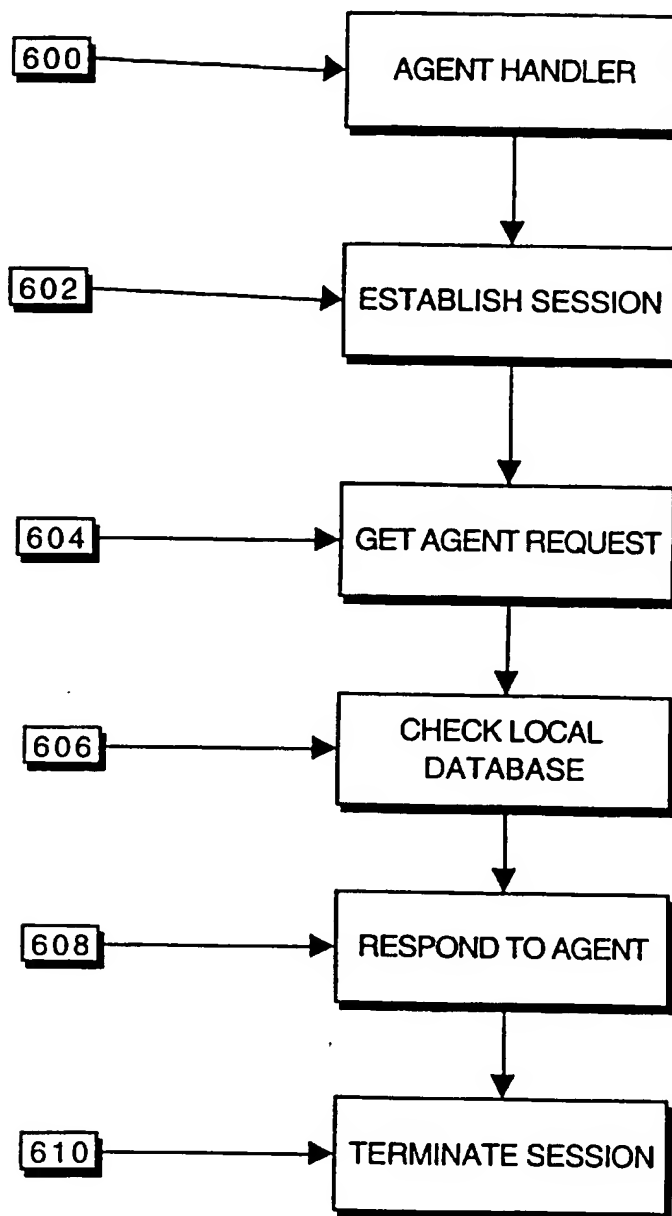 600
AGENT HANDLER
602
ESTABLISH SESSION
604
GET AGENT REQUEST
606
CHECK LOCAL
DATABASE
608
RESPOND TO AGENT
610
TERMINATE SESSION